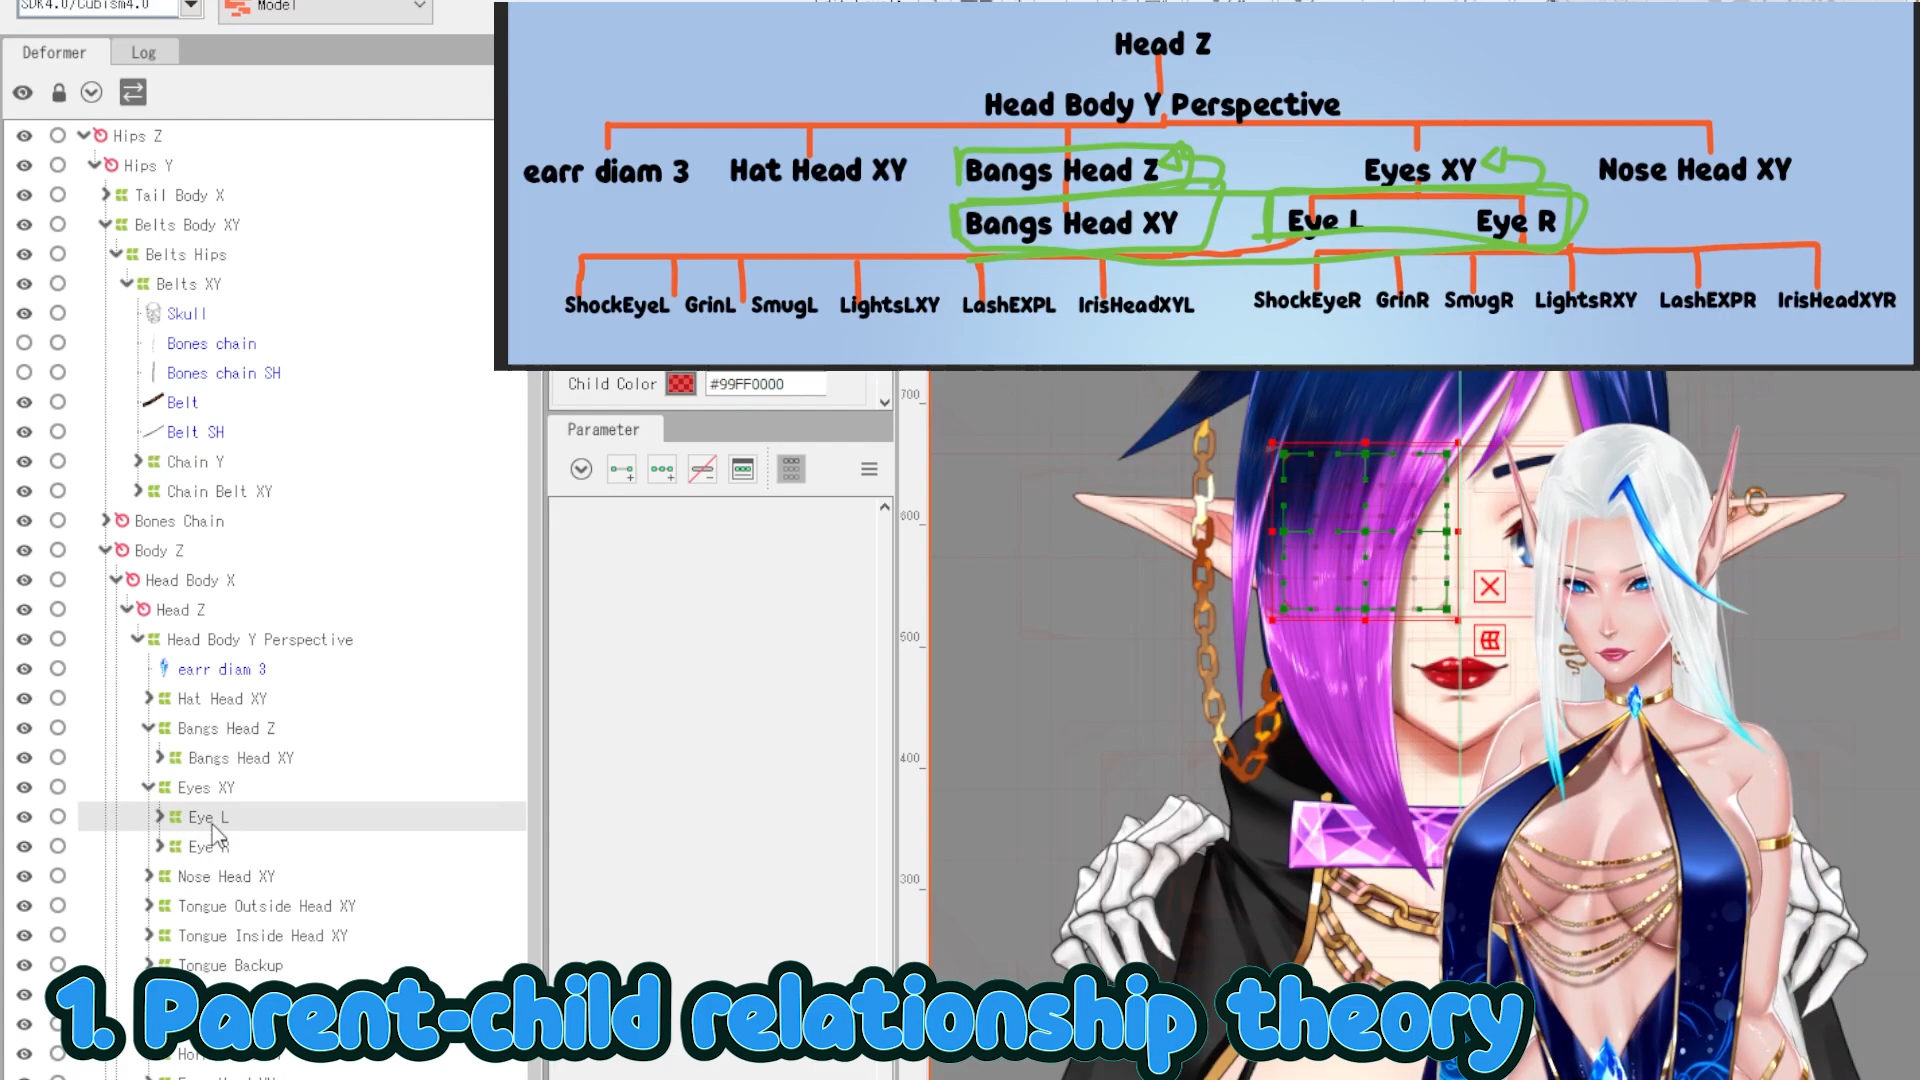 SDK4.0/Cubism4.0
Model
Deformer
Log
Hips Z
Hips Y
Tail Body X
Belts Body XY
Belts Hips
Belts XY
Skull
Bones chain
Bones chain SH
Belt
Belt SH
Chain Y
Chain Belt XY
Bones Chain
Body Z
Head Body X
Head Z
Head Body Y Perspective
earr diam 3
Hat Head XY
Bangs Head Z
Bangs Head XY
Eyes XY
Eye L
Eye R
Nose Head XY
Tongue Outside Head XY
Tongue Inside Head XY
Tongue Backup
Head Z
Head Body Y Perspective
earr diam 3
Hat Head XY
Bangs Head Z
Eyes XY
Nose Head XY
Bangs Head XY
Eye L
Eye R
ShockEyeL
GrinL
SmugL
LightsLXY
LashEXPL
IrisHeadXYL
ShockEyeR
GrinR
SmugR
LightsRXY
LashEXPR
IrisHeadXYR
Child Color
#99FF0000
Parameter
700
600
500
400
300
1. Parent-child relationship theory